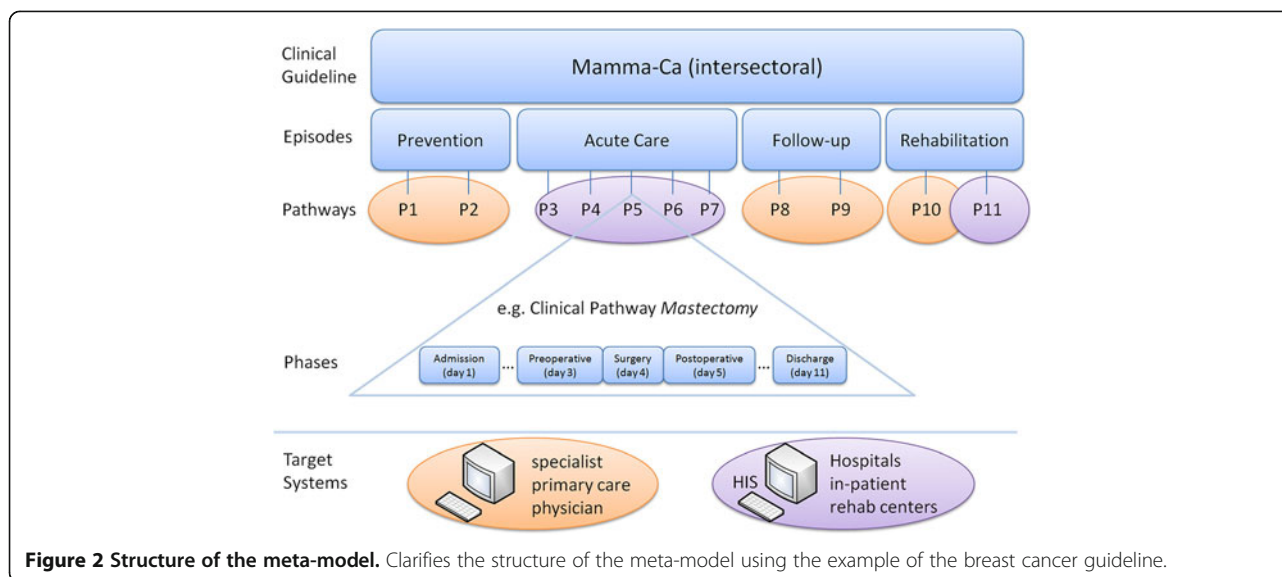 Clinical
Guideline
Mamma-Ca (intersectoral)
Episodes
Prevention
Acute Care
Follow-up
Rehabilitation
Pathways
P1 P2 P3 P4 P5 P6 P7 P8 P9 P10 P11
e.g. Clinical Pathway Mastectomy
Phases
Admission
(day 1)
...
Preoperative
(day 3)
Surgery
(day 4)
Postoperative
(day 5)
...
Discharge
(day 11)
Target
Systems
specialist
primary care
physician
HIS
Hospitals
in-patient
rehab centers
Figure 2 Structure of the meta-model. Clarifies the structure of the meta-model using the example of the breast cancer guideline.